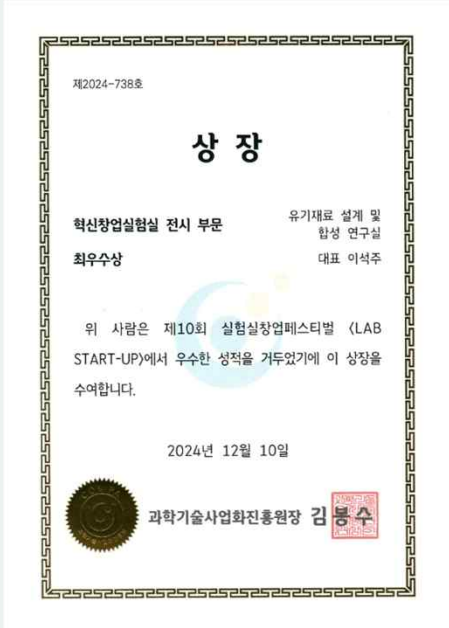 제2024-738호
상 장
혁신창업실험실 전시 부문
최우수상
유기재료 설계 및
합성 연구실
대표 이석주
위 사람은 제10회 실험실창업페스티벌 〈LAB
START-UP〉에서 우수한 성적을 거두었기에 이 상장을
수여합니다.
2024년 12월 10일
과학기술사업화진흥원장 김봉수